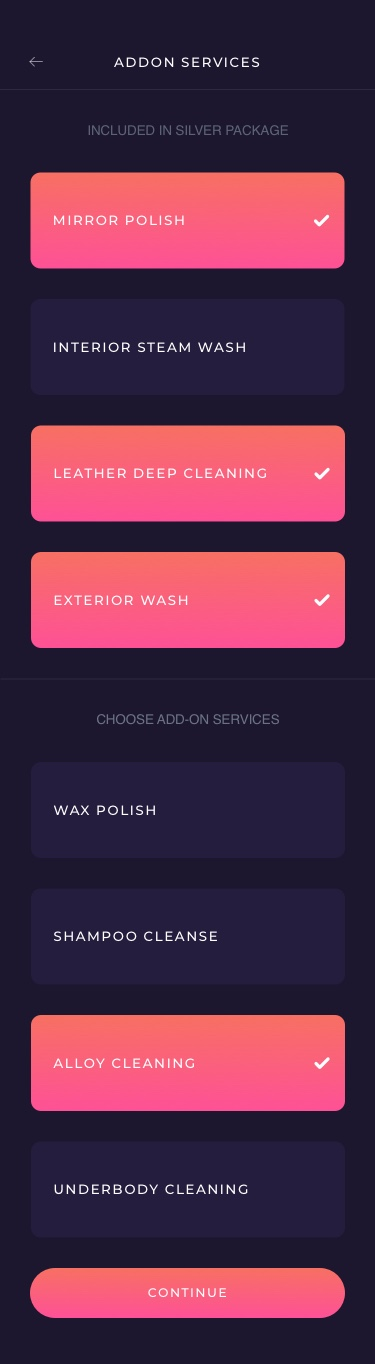 ADDON SERVICES
INCLUDED IN SILVER PACKAGE
MIRROR POLISH
INTERIOR STEAM WASH
LEATHER DEEP CLEANING
EXTERIOR WASH
CHOOSE ADD-ON SERVICES
WAX POLISH
SHAMPOO CLEANSE
ALLOY CLEANING
UNDERBODY CLEANING
CONTINUE